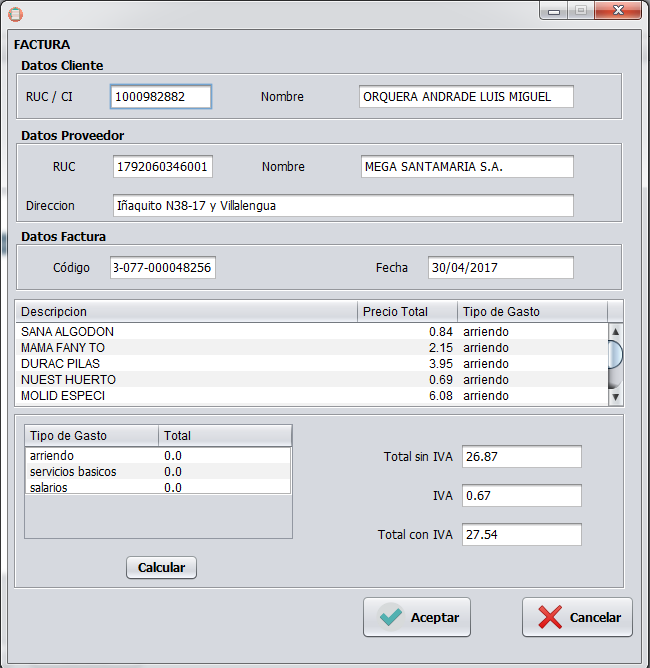 FACTURA
Datos Cliente
RUC / CI 1000982882 Nombre ORQUERA ANDRADE LUIS MIGUEL
Datos Proveedor
RUC 1792060346001 Nombre MEGA SANTAMARIA S.A.
Direccion Iñaquito N38-17 y Villalengua
Datos Factura
Código 3-077-000048256 Fecha 30/04/2017
Descripcion Precio Total Tipo de Gasto
SANA ALGODON 0.84 arriendo
MAMA FANY TO 2.15 arriendo
DURAC PILAS 3.95 arriendo
NUEST HUERTO 0.69 arriendo
MOLID ESPECI 6.08 arriendo
Tipo de Gasto Total
arriendo 0.0
servicios basicos 0.0
salarios 0.0
Calcular
Total sin IVA 26.87
IVA 0.67
Total con IVA 27.54
Aceptar Cancelar